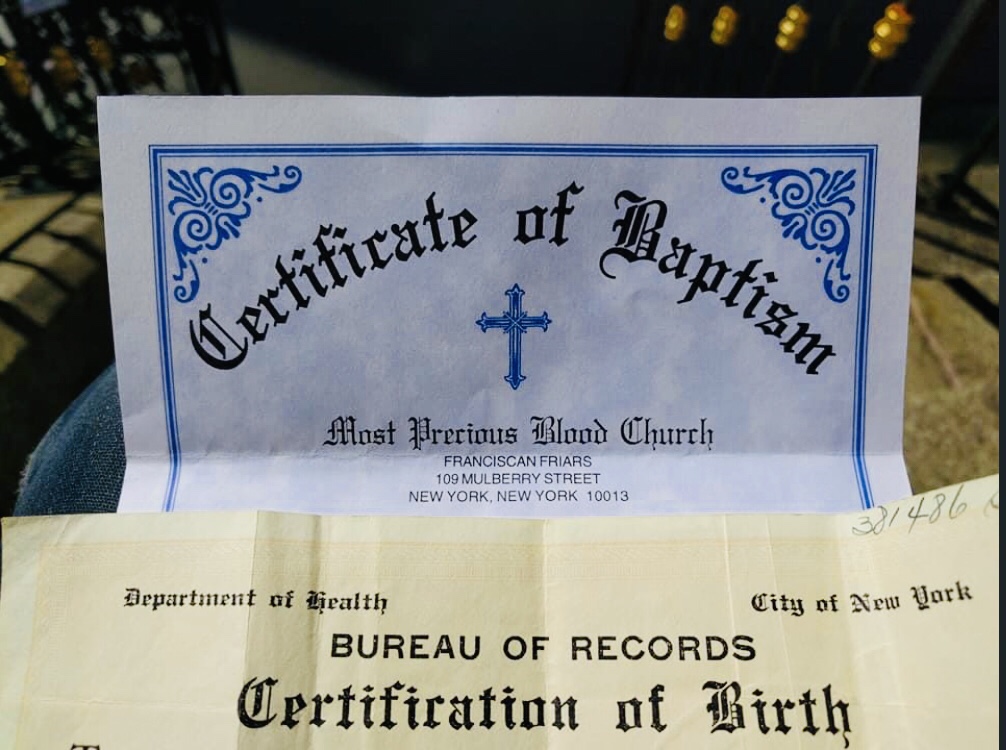 Certificate of Baptism
Most Precious Blood Church
FRANCISCAN FRIARS
109 MULBERRY STREET
NEW YORK, NEW YORK 10013
381486
Department of Health
City of New York
BUREAU OF RECORDS
Certification of Birth